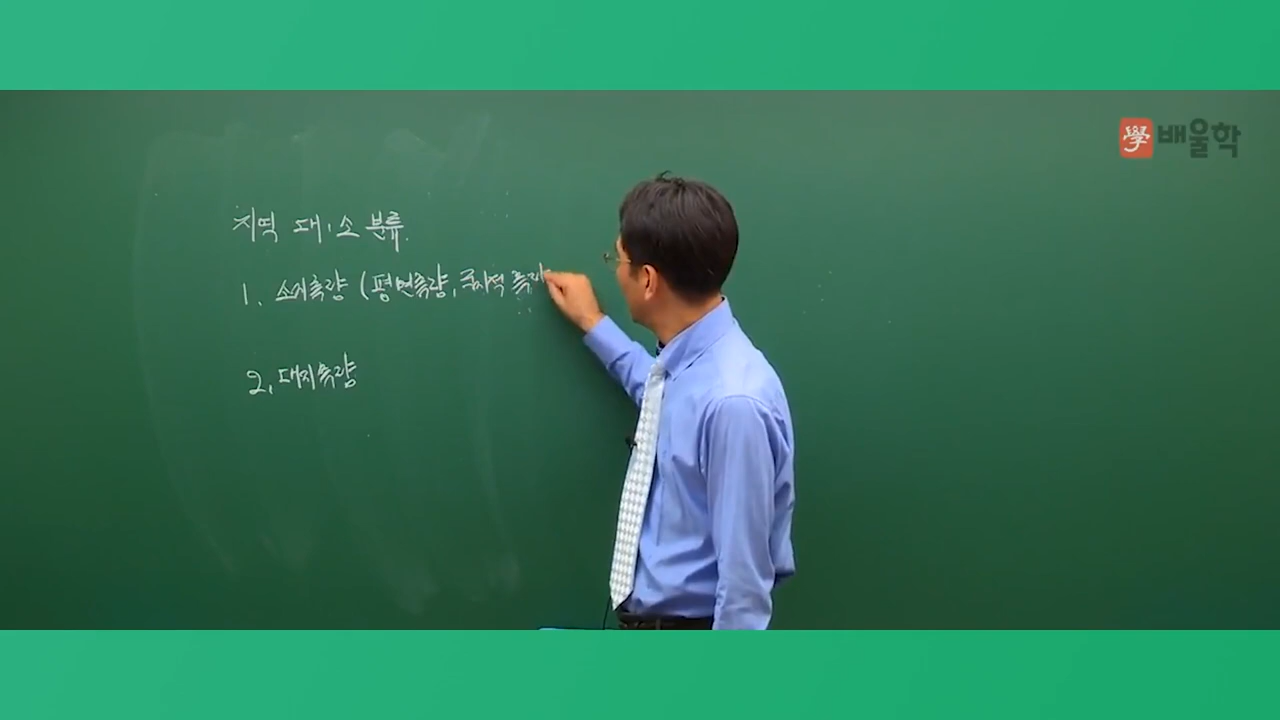 學 배울학
지역 대·소 분류.
1. 소지측량 (평면측량, 국지적 측
2. 대지측량